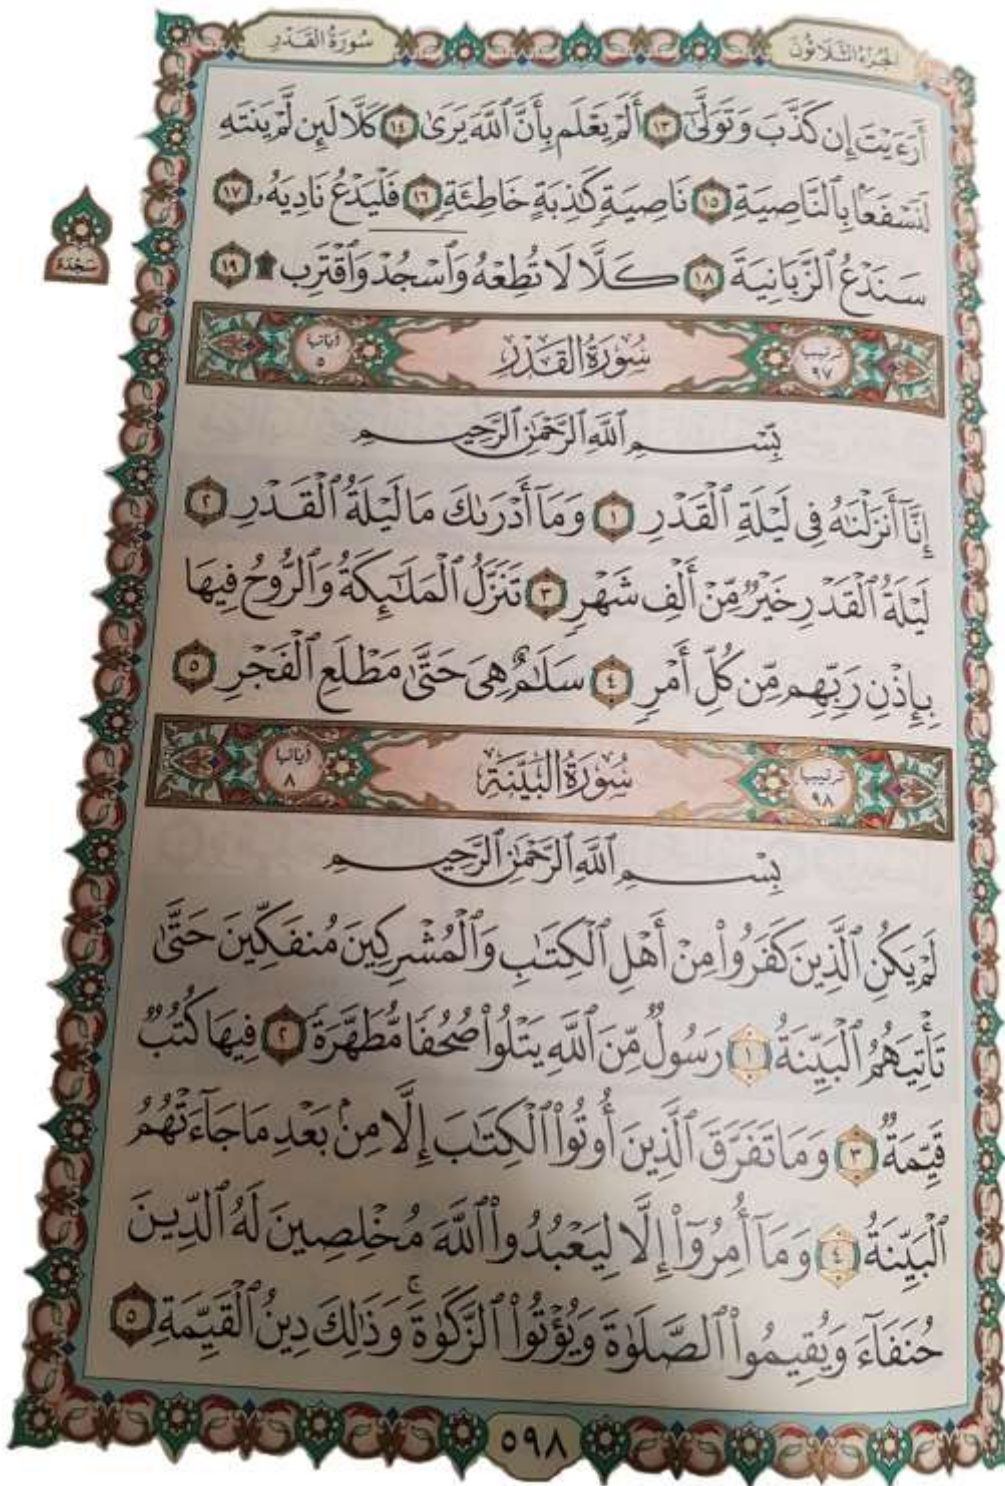 الجزء الثلاثون
سورة القدر
أَرَءَيْتَ إِن كَذَّبَ وَتَوَلَّىٰٓ ١٣ أَلَمْ يَعْلَم بِأَنَّ ٱللَّهَ يَرَىٰ ١٤ كَلَّا لَئِن لَّمْ يَنتَهِ
لَنَسْفَعًۢا بِٱلنَّاصِيَةِ ١٥ نَاصِيَةٍ كَٰذِبَةٍ خَاطِئَةٍ ١٦ فَلْيَدْعُ نَادِيَهُۥ ١٧
سَنَدْعُ ٱلزَّبَانِيَةَ ١٨ كَلَّا لَا تُطِعْهُ وَٱسْجُدْ وَٱقْتَرِب ۩ ١٩
سجدة
ترتيبها ٩٧
سُورَةُ القَدۡرِ
آياتها ٥
بِسْمِ ٱللَّهِ ٱلرَّحْمَٰنِ ٱلرَّحِيمِ
إِنَّآ أَنزَلْنَٰهُ فِى لَيْلَةِ ٱلْقَدْرِ ١ وَمَآ أَدْرَىٰكَ مَا لَيْلَةُ ٱلْقَدْرِ ٢
لَيْلَةُ ٱلْقَدْرِ خَيْرٌ مِّنْ أَلْفِ شَهْرٍ ٣ تَنَزَّلُ ٱلْمَلَٰٓئِكَةُ وَٱلرُّوحُ فِيهَا
بِإِذْنِ رَبِّهِم مِّن كُلِّ أَمْرٍ ٤ سَلَٰمٌ هِىَ حَتَّىٰ مَطْلَعِ ٱلْفَجْرِ ٥
ترتيبها ٩٨
سُورَةُ البَيِّنَةِ
آياتها ٨
بِسْمِ ٱللَّهِ ٱلرَّحْمَٰنِ ٱلرَّحِيمِ
لَمْ يَكُنِ ٱلَّذِينَ كَفَرُوا۟ مِنْ أَهْلِ ٱلْكِتَٰبِ وَٱلْمُشْرِكِينَ مُنفَكِّينَ حَتَّىٰ
تَأْتِيَهُمُ ٱلْبَيِّنَةُ ١ رَسُولٌ مِّنَ ٱللَّهِ يَتْلُوا۟ صُحُفًا مُّطَهَّرَةً ٢ فِيهَا كُتُبٌ
قَيِّمَةٌ ٣ وَمَا تَفَرَّقَ ٱلَّذِينَ أُوتُوا۟ ٱلْكِتَٰبَ إِلَّا مِنۢ بَعْدِ مَا جَآءَتْهُمُ
ٱلْبَيِّنَةُ ٤ وَمَآ أُمِرُوٓا۟ إِلَّا لِيَعْبُدُوا۟ ٱللَّهَ مُخْلِصِينَ لَهُ ٱلدِّينَ
حُنَفَآءَ وَيُقِيمُوا۟ ٱلصَّلَوٰةَ وَيُؤْتُوا۟ ٱلزَّكَوٰةَ ۚ وَذَٰلِكَ دِينُ ٱلْقَيِّمَةِ ٥
٥٩٨